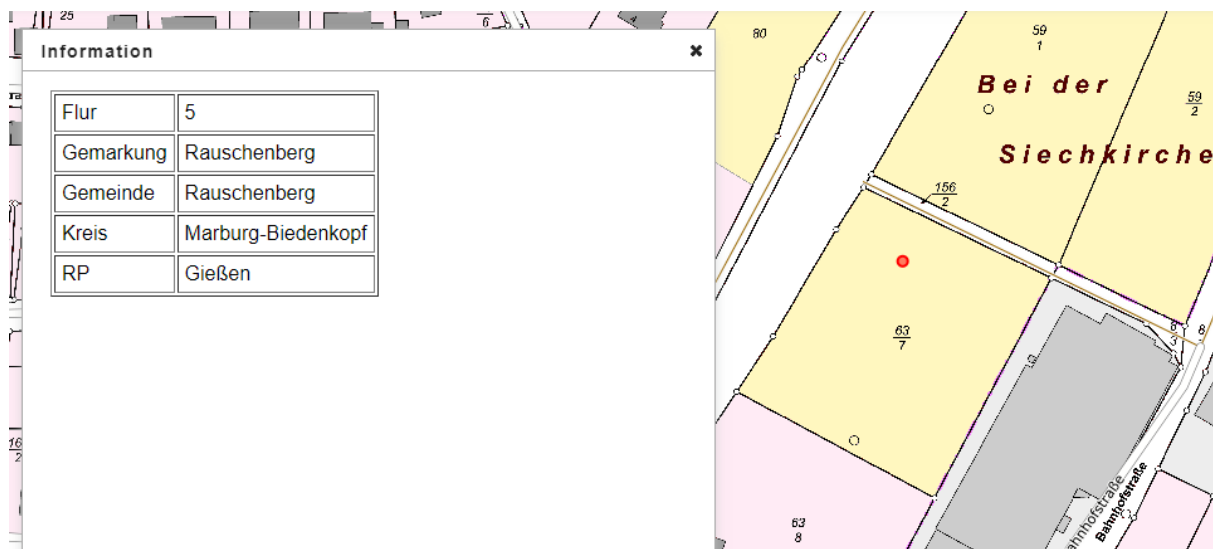 25
6
Information
Flur 5
Gemarkung Rauschenberg
Gemeinde Rauschenberg
Kreis Marburg-Biedenkopf
RP Gießen
80
59
1
Bei der
59
2
Siechkirche
156
2
63
7
6
3
8
63
8
16
2
Bahnhofstraße